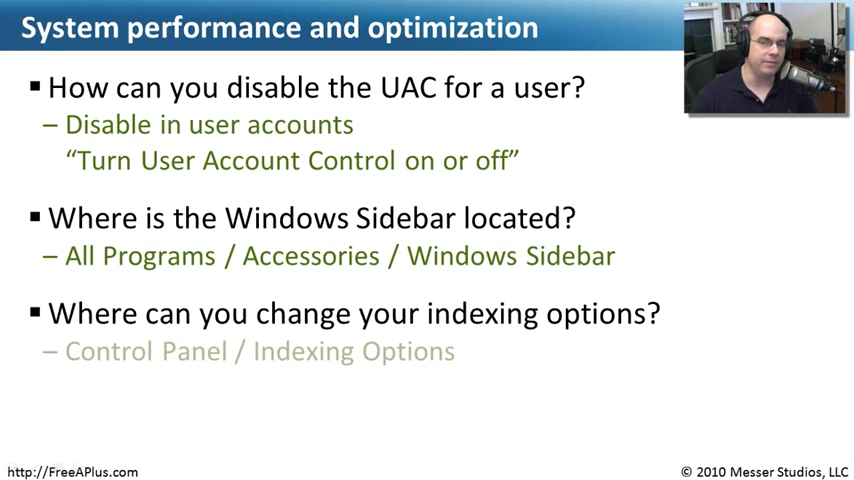 System performance and optimization
▪ How can you disable the UAC for a user?
– Disable in user accounts
“Turn User Account Control on or off”
▪ Where is the Windows Sidebar located?
– All Programs / Accessories / Windows Sidebar
▪ Where can you change your indexing options?
– Control Panel / Indexing Options
http://FreeAPlus.com
© 2010 Messer Studios, LLC